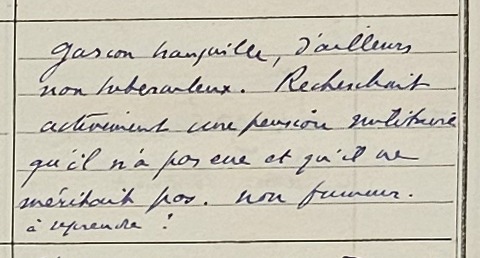 garçon tranquille, d'ailleurs
non tuberculeux. Recherchait
activement une pension militaire
qu'il n'a pas eue et qu'il ne
méritait pas. non fumeur.
à reprendre !